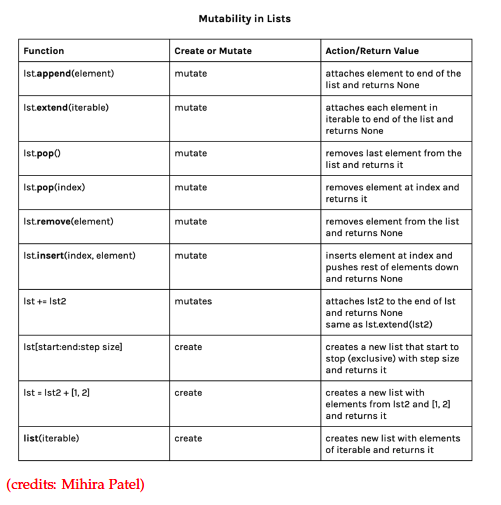 Mutability in Lists
Function Create or Mutate Action/Return Value
lst.append(element) mutate attaches element to end of the
list and returns None
lst.extend(iterable) mutate attaches each element in
iterable to end of the list and
returns None
lst.pop() mutate removes last element from the
list and returns it
lst.pop(index) mutate removes element at index and
returns it
lst.remove(element) mutate removes element from the list
and returns None
lst.insert(index, element) mutate inserts element at index and
pushes rest of elements down
and returns None
lst += lst2 mutates attaches lst2 to the end of lst
and returns None
same as lst.extend(lst2)
lst[start:end:step size] create creates a new list that start to
stop (exclusive) with step size
and returns it
lst = lst2 + [1, 2] create creates a new list with
elements from lst2 and [1, 2]
and returns it
list(iterable) create creates new list with elements
of iterable and returns it
(credits: Mihira Patel)